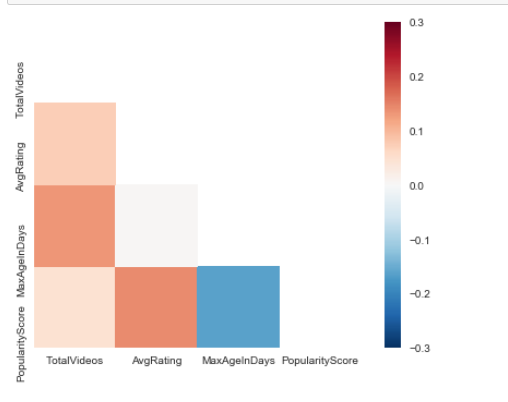 0.3
0.2
0.1
0.0
−0.1
−0.2
−0.3
TotalVideos
AvgRating
MaxAgeInDays
PopularityScore
TotalVideos AvgRating MaxAgeInDays PopularityScore